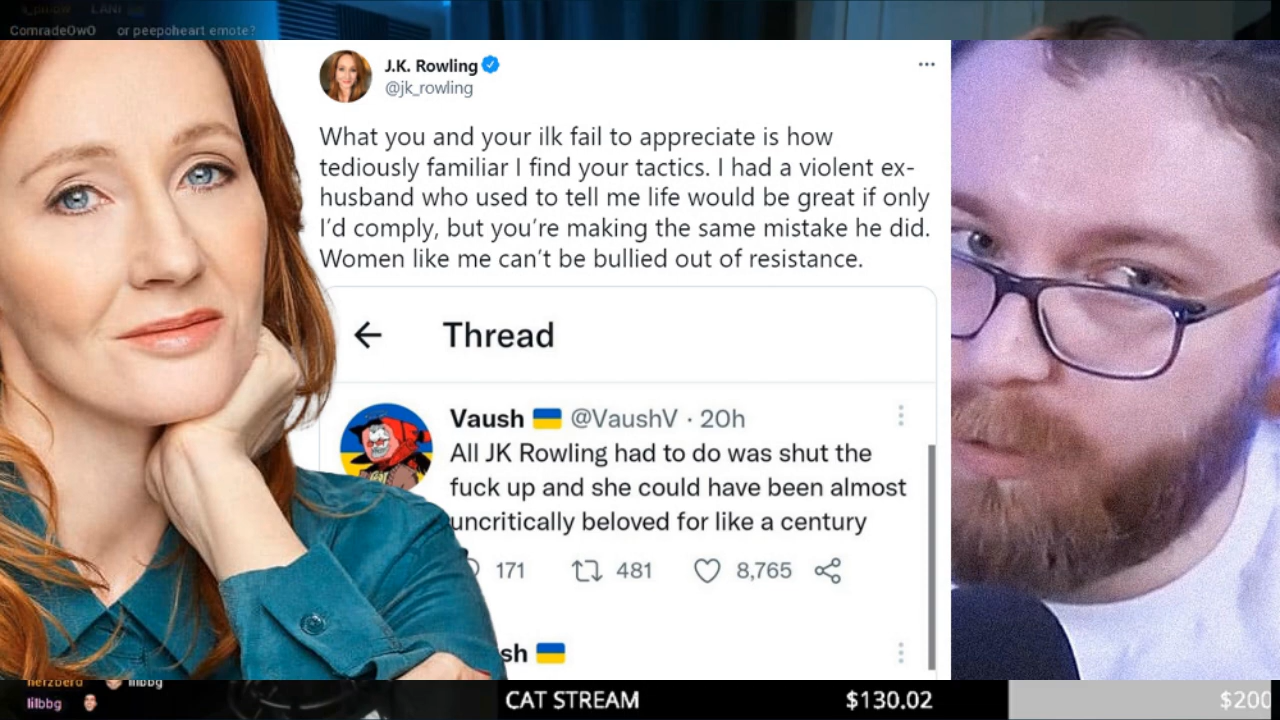 ComradeOwO or peepoheart emote?
J.K. Rowling
@jk_rowling
What you and your ilk fail to appreciate is how
tediously familiar I find your tactics. I had a violent ex-
husband who used to tell me life would be great if only
I'd comply, but you're making the same mistake he did.
Women like me can't be bullied out of resistance.
Thread
Vaush @VaushV · 20h
All JK Rowling had to do was shut the
fuck up and she could have been almost
uncritically beloved for like a century
171 481 8,765
sh
lilbbg
CAT STREAM $130.02 $200